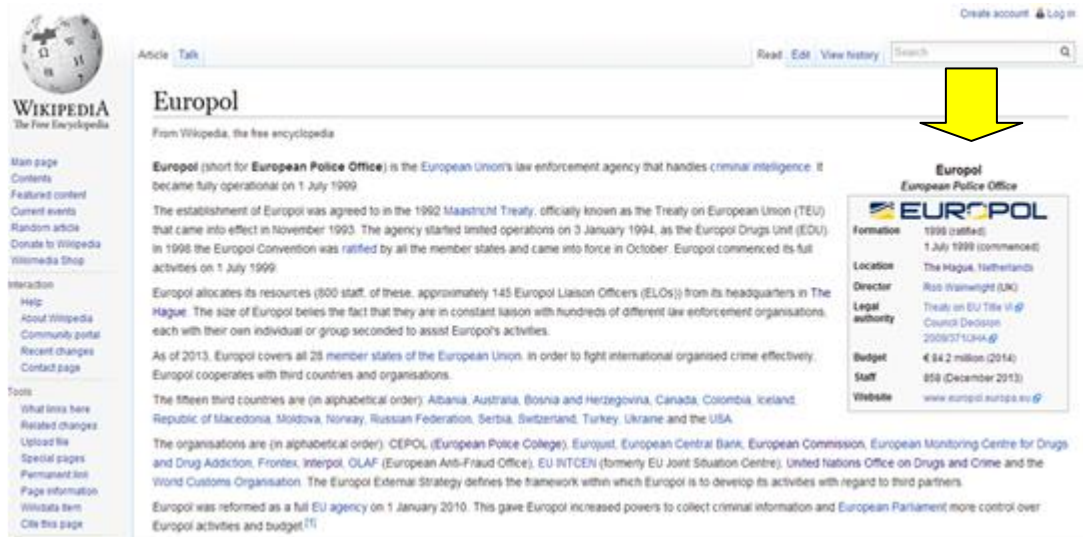 Create account Log in
WIKIPEDIA
The Free Encyclopedia
Article Talk
Read Edit View history Search
Main page
Contents
Featured content
Current events
Random article
Donate to Wikipedia
Wikimedia Shop
Interaction
Help
About Wikipedia
Community portal
Recent changes
Contact page
Tools
What links here
Related changes
Upload file
Special pages
Permanent link
Page information
Wikidata item
Cite this page
Europol
From Wikipedia, the free encyclopedia
Europol (short for European Police Office) is the European Union's law enforcement agency that handles criminal intelligence. It
became fully operational on 1 July 1999.
The establishment of Europol was agreed to in the 1992 Maastricht Treaty, officially known as the Treaty on European Union (TEU)
that came into effect in November 1993. The agency started limited operations on 3 January 1994, as the Europol Drugs Unit (EDU).
In 1998 the Europol Convention was ratified by all the member states and came into force in October. Europol commenced its full
activities on 1 July 1999.
Europol allocates its resources (800 staff, of these, approximately 145 Europol Liaison Officers (ELOs)) from its headquarters in The
Hague. The size of Europol belies the fact that they are in constant liaison with hundreds of different law enforcement organisations,
each with their own individual or group seconded to assist Europol's activities.
As of 2013, Europol covers all 28 member states of the European Union. In order to fight international organised crime effectively,
Europol cooperates with third countries and organisations.
The fifteen third countries are (in alphabetical order): Albania, Australia, Bosnia and Herzegovina, Canada, Colombia, Iceland,
Republic of Macedonia, Moldova, Norway, Russian Federation, Serbia, Switzerland, Turkey, Ukraine and the USA.
The organisations are (in alphabetical order): CEPOL (European Police College), Eurojust, European Central Bank, European Commission, European Monitoring Centre for Drugs
and Drug Addiction, Frontex, Interpol, OLAF (European Anti-Fraud Office), EU INTCEN (formerly EU Joint Situation Centre), United Nations Office on Drugs and Crime and the
World Customs Organisation. The Europol External Strategy defines the framework within which Europol is to develop its activities with regard to third partners.
Europol was reformed as a full EU agency on 1 January 2010. This gave Europol increased powers to collect criminal information and European Parliament more control over
Europol activities and budget.[1]
Europol
European Police Office
EUROPOL
Formation 1998 (ratified)
1 July 1999 (commenced)
Location The Hague, Netherlands
Director Rob Wainwright (UK)
Legal Treaty on EU Title VI
authority Council Decision
2009/371/JHA
Budget € 84.2 million (2014)
Staff 858 (December 2013)
Website www.europol.europa.eu